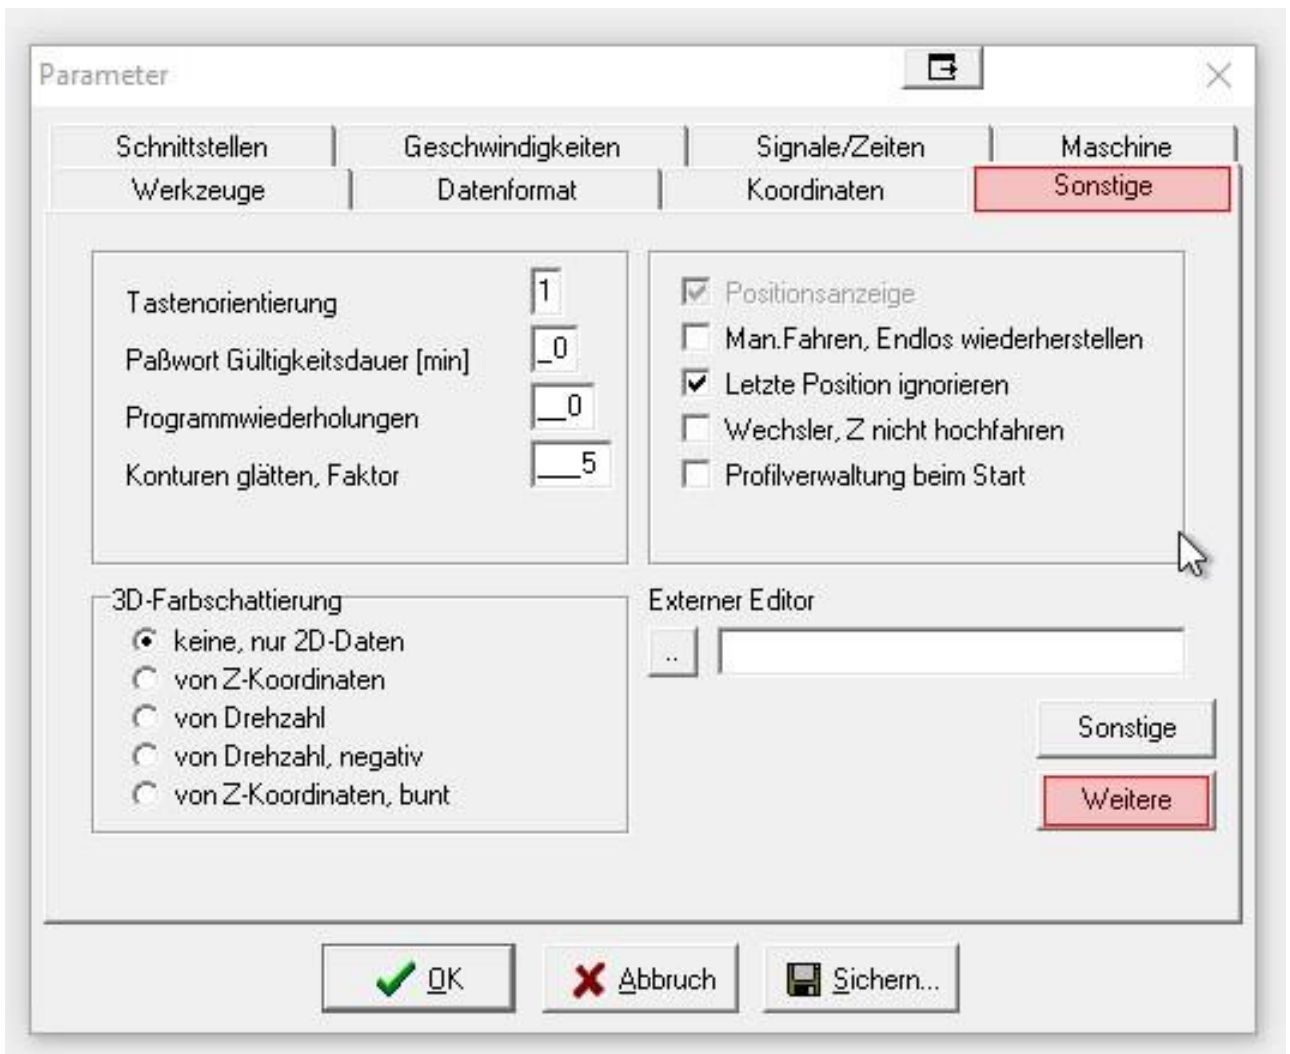 Parameter
Schnittstellen Geschwindigkeiten Signale/Zeiten Maschine
Werkzeuge Datenformat Koordinaten Sonstige
Tastenorientierung 1
Paßwort Gültigkeitsdauer [min] _0
Programmwiederholungen __0
Konturen glätten, Faktor ___5
Positionsanzeige
Man.Fahren, Endlos wiederherstellen
Letzte Position ignorieren
Wechsler, Z nicht hochfahren
Profilverwaltung beim Start
3D-Farbschattierung
keine, nur 2D-Daten
von Z-Koordinaten
von Drehzahl
von Drehzahl, negativ
von Z-Koordinaten, bunt
Externer Editor
..
Sonstige
Weitere
OK Abbruch Sichern...